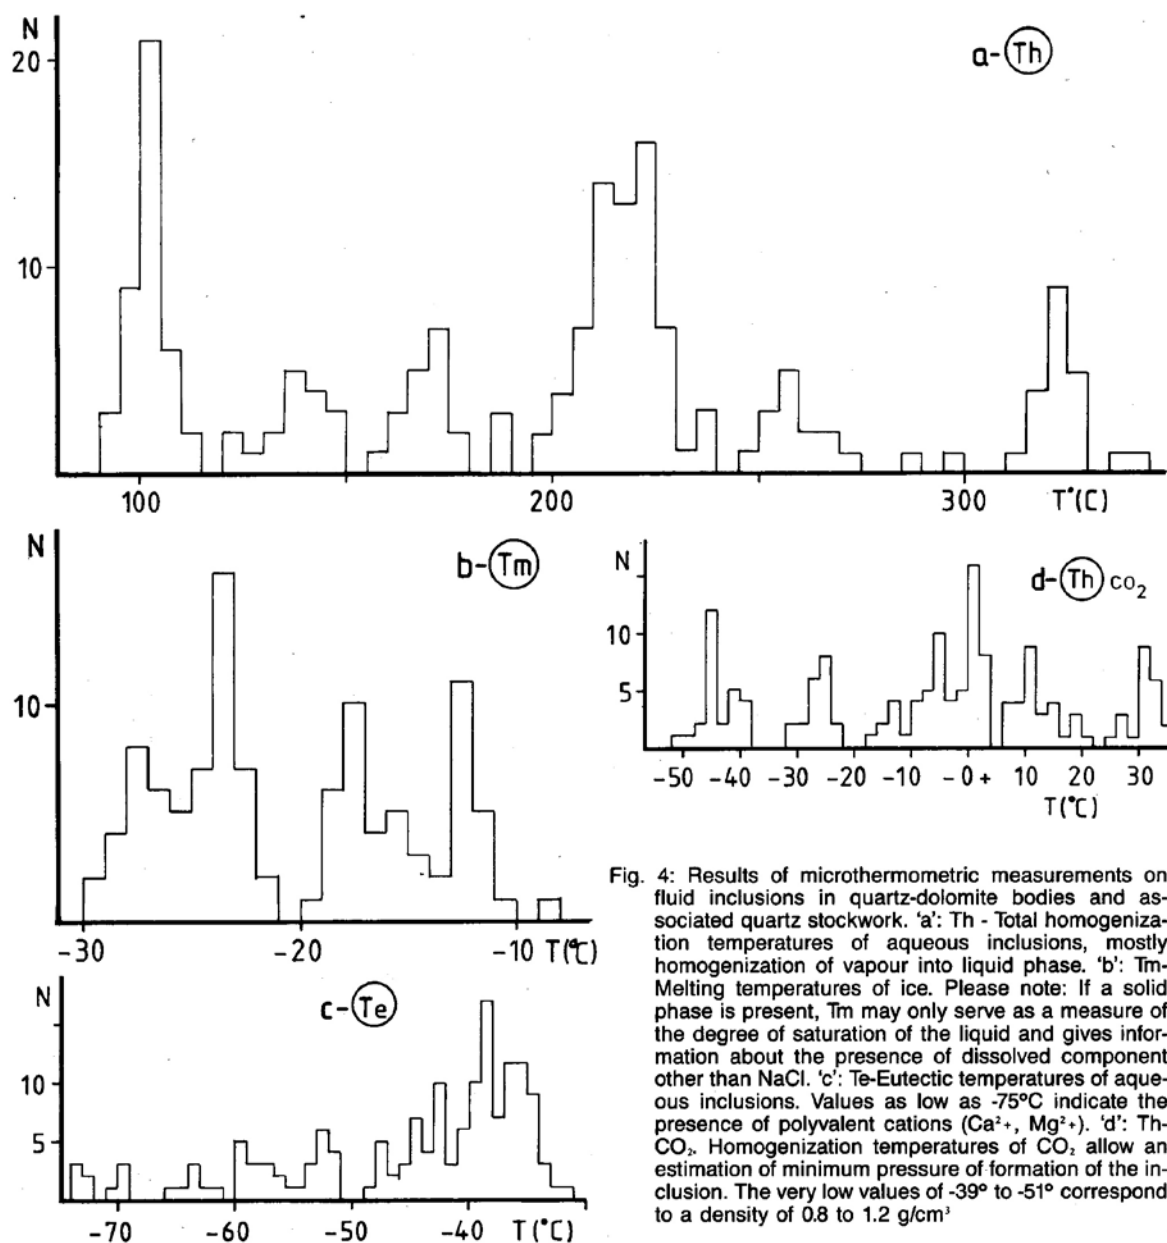 N
a-Th
20
10
100 200 300 T°(C)
N
b-Tm
10
-30 -20 -10 T(°C)
N
d-Th CO₂
10
5
-50 -40 -30 -20 -10 - 0 + 10 20 30
T(°C)
N
c-Te
10
5
-70 -60 -50 -40 T(°C)
Fig. 4: Results of microthermometric measurements on
fluid inclusions in quartz-dolomite bodies and as-
sociated quartz stockwork. 'a': Th - Total homogeniza-
tion temperatures of aqueous inclusions, mostly
homogenization of vapour into liquid phase. 'b': Tm-
Melting temperatures of ice. Please note: If a solid
phase is present, Tm may only serve as a measure of
the degree of saturation of the liquid and gives infor-
mation about the presence of dissolved component
other than NaCl. 'c': Te-Eutectic temperatures of aque-
ous inclusions. Values as low as -75°C indicate the
presence of polyvalent cations (Ca²⁺, Mg²⁺). 'd': Th-
CO₂. Homogenization temperatures of CO₂ allow an
estimation of minimum pressure of formation of the in-
clusion. The very low values of -39° to -51° correspond
to a density of 0.8 to 1.2 g/cm³